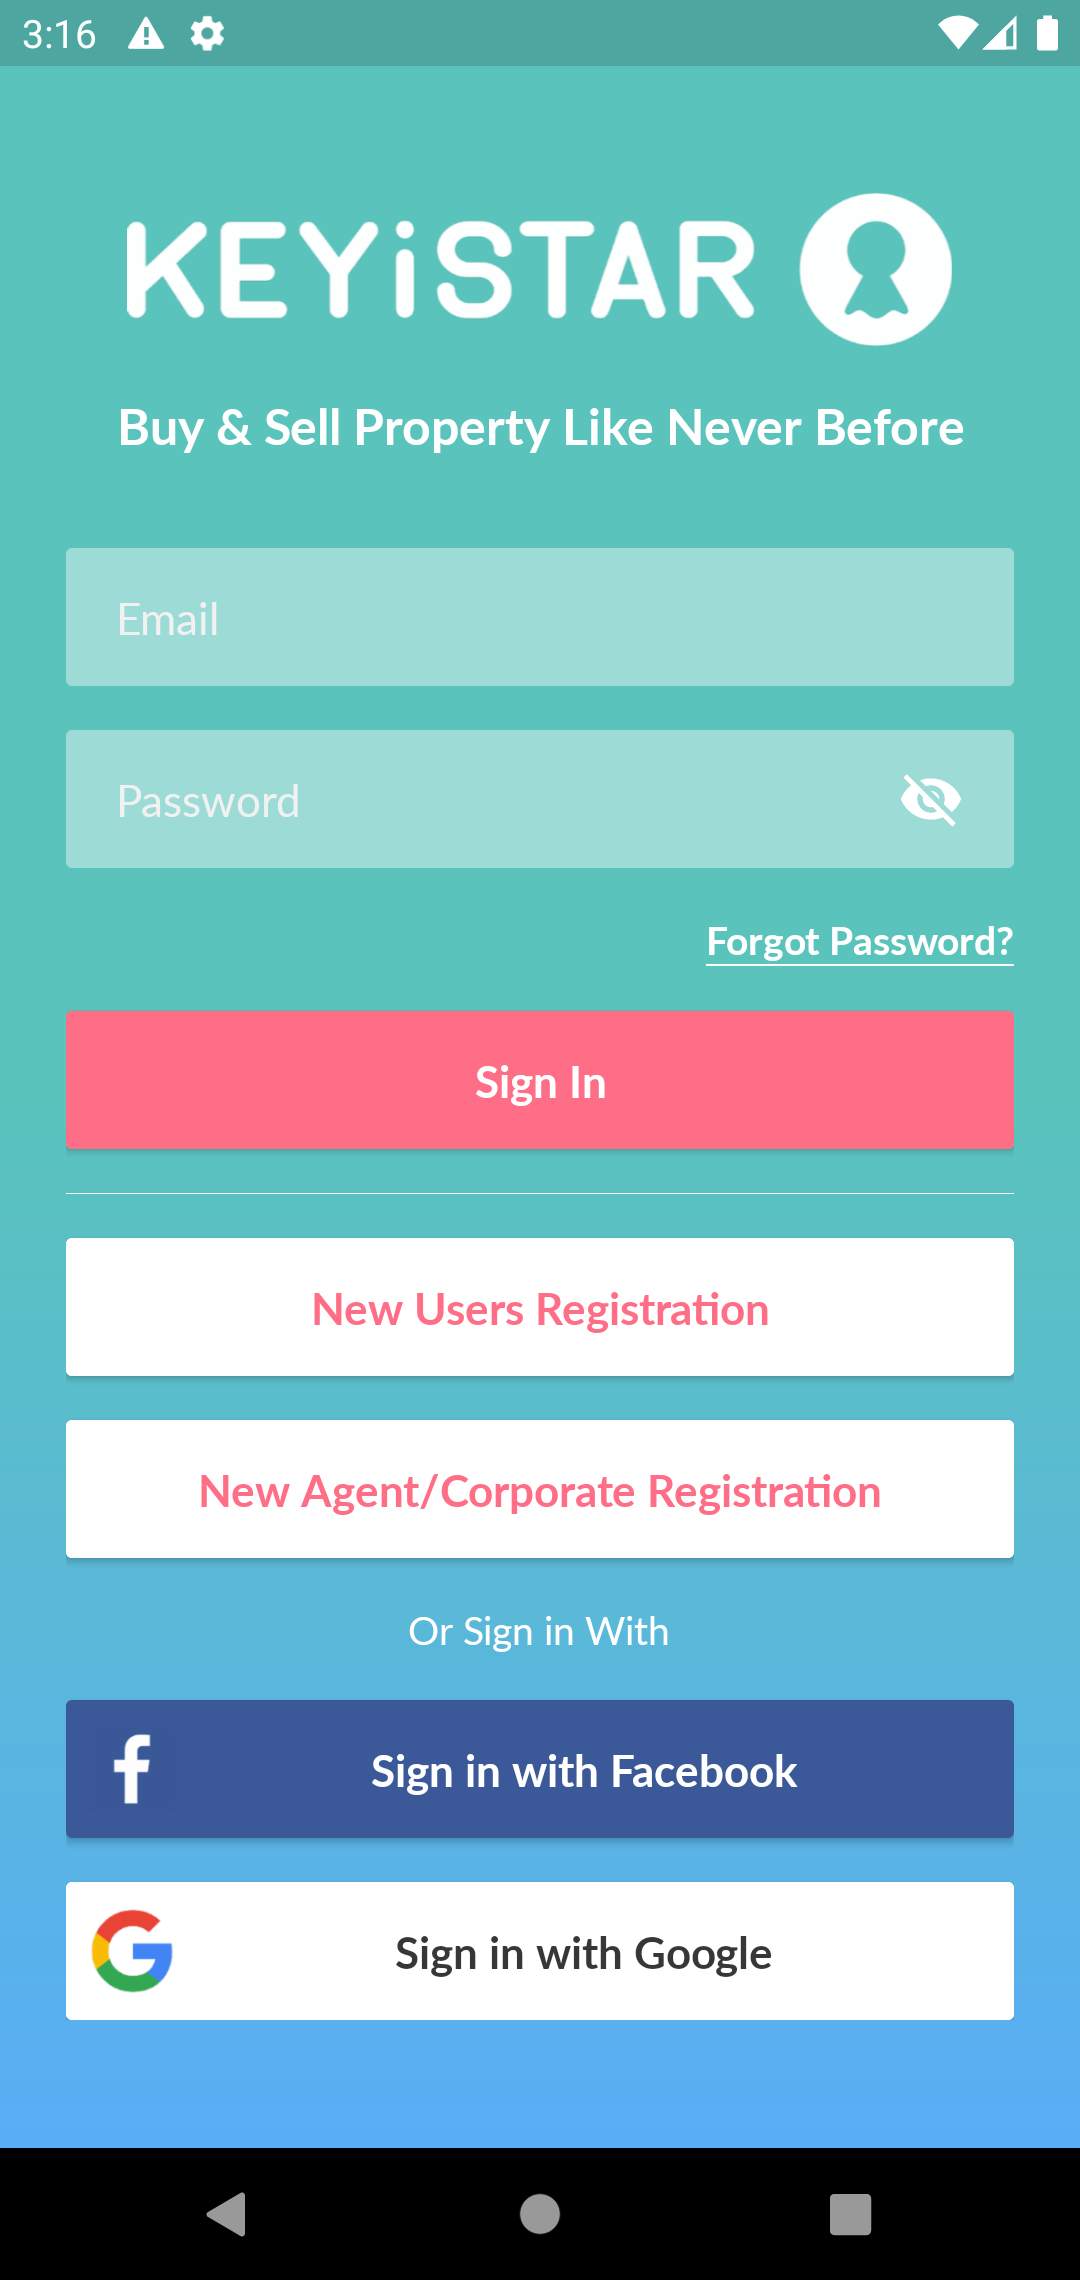 3:16
KEYiSTAR
Buy & Sell Property Like Never Before
Email
Password
Forgot Password?
Sign In
New Users Registration
New Agent/Corporate Registration
Or Sign in With
Sign in with Facebook
Sign in with Google